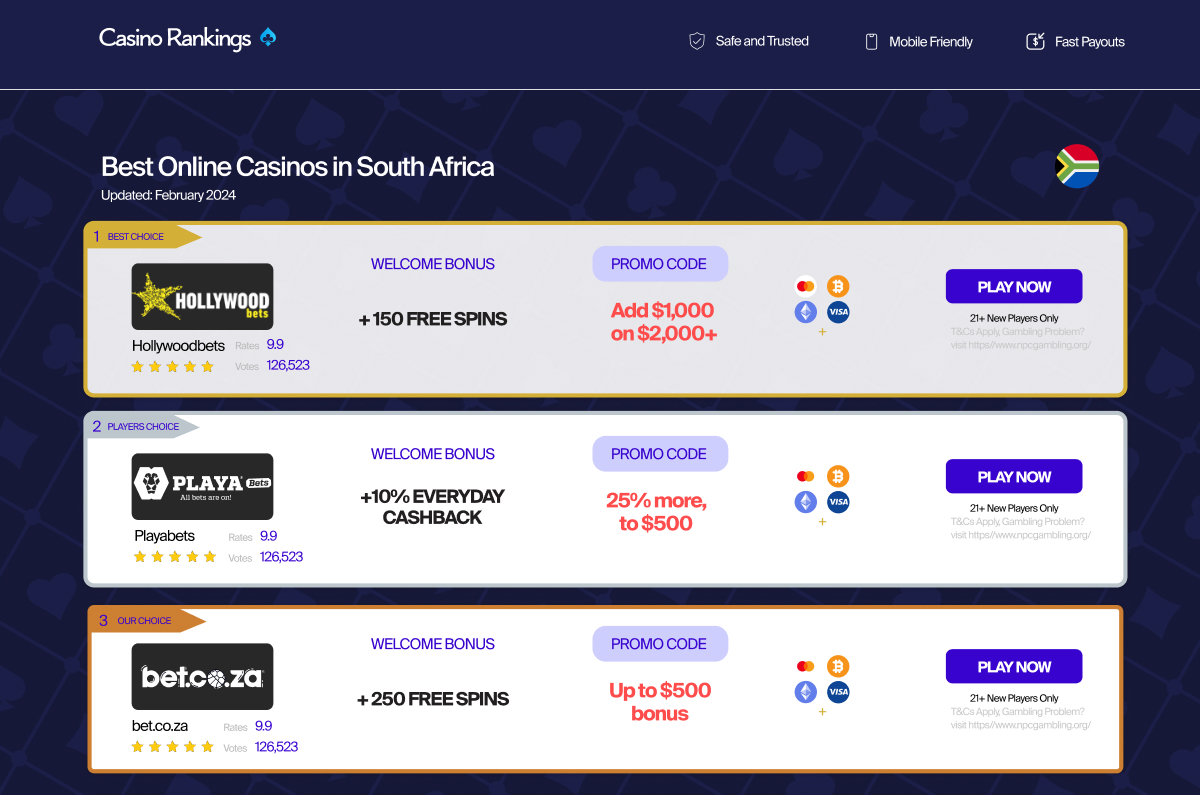 Casino Rankings
Safe and Trusted
Mobile Friendly
Fast Payouts
Best Online Casinos in South Africa
Updated: February 2024
1 BEST CHOICE
HOLLYWOOD
bets
Hollywoodbets
Rates 9.9
Votes 126,523
WELCOME BONUS
+ 150 FREE SPINS
PROMO CODE
Add $1,000
on $2,000+
VISA
+
PLAY NOW
21+ New Players Only
T&Cs Apply, Gambling Problem?
visit https//www.npcgambling.org/
2 PLAYERS CHOICE
PLAYA Bets
All bets are on!
Playabets
Rates 9.9
Votes 126,523
WELCOME BONUS
+10% EVERYDAY
CASHBACK
PROMO CODE
25% more,
to $500
VISA
+
PLAY NOW
21+ New Players Only
T&Cs Apply, Gambling Problem?
visit https//www.npcgambling.org/
3 OUR CHOICE
bet.co.za
bet.co.za
Rates 9.9
Votes 126,523
WELCOME BONUS
+ 250 FREE SPINS
PROMO CODE
Up to $500
bonus
VISA
+
PLAY NOW
21+ New Players Only
T&Cs Apply, Gambling Problem?
visit https//www.npcgambling.org/